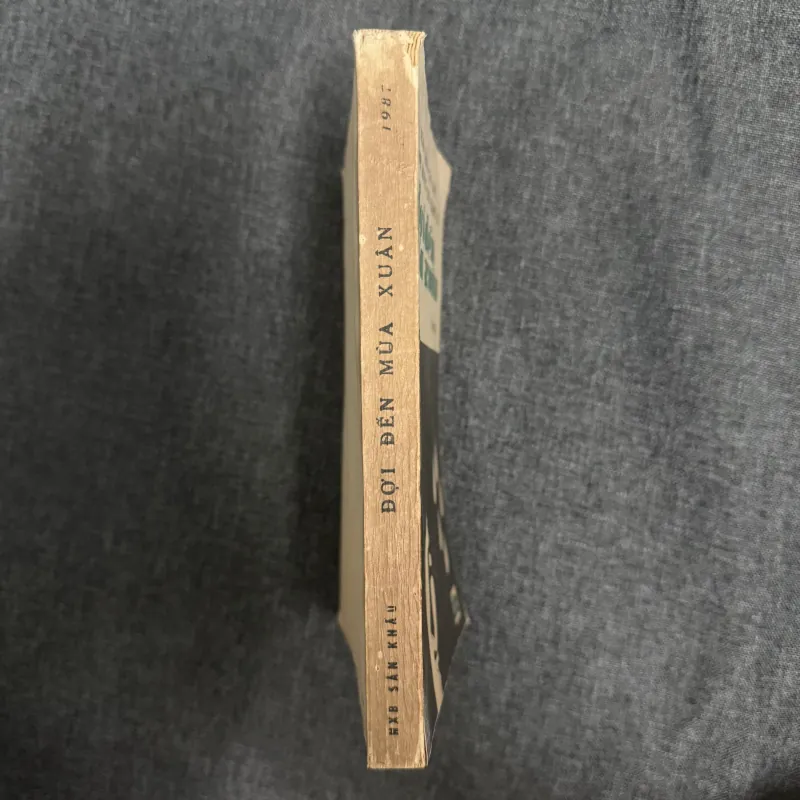 NXB SÂN KHẤU
ĐỢI ĐẾN MÙA XUÂN
1987